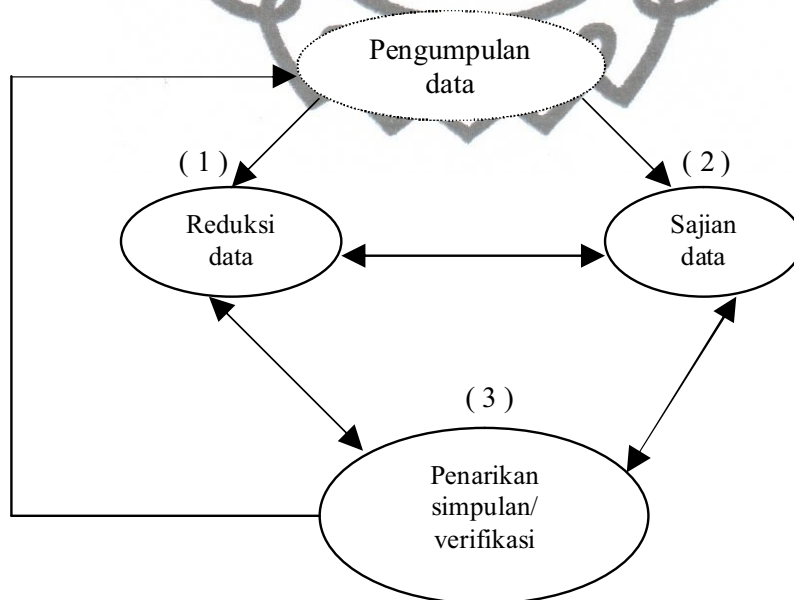 Pengumpulan
data
( 1 )
( 2 )
Reduksi
data
Sajian
data
( 3 )
Penarikan
simpulan/
verifikasi